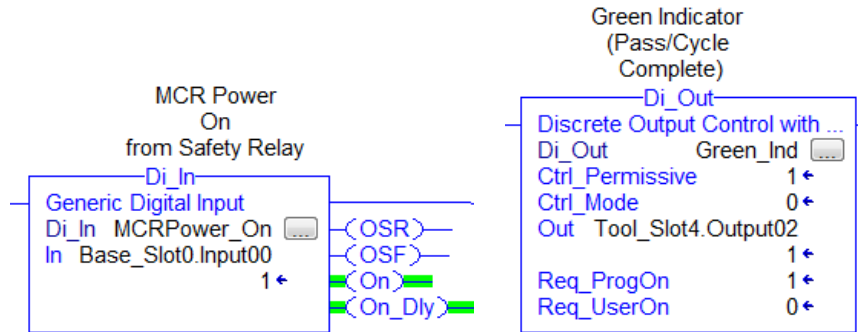 MCR Power
On
from Safety Relay
Di_In
Generic Digital Input
Di_In MCRPower_On ...
In Base_Slot0.Input00
1
(OSR)
(OSF)
(On)
(On_Dly)
Green Indicator
(Pass/Cycle
Complete)
Di_Out
Discrete Output Control with ...
Di_Out Green_Ind ...
Ctrl_Permissive 1
Ctrl_Mode 0
Out Tool_Slot4.Output02
1
Req_ProgOn 1
Req_UserOn 0